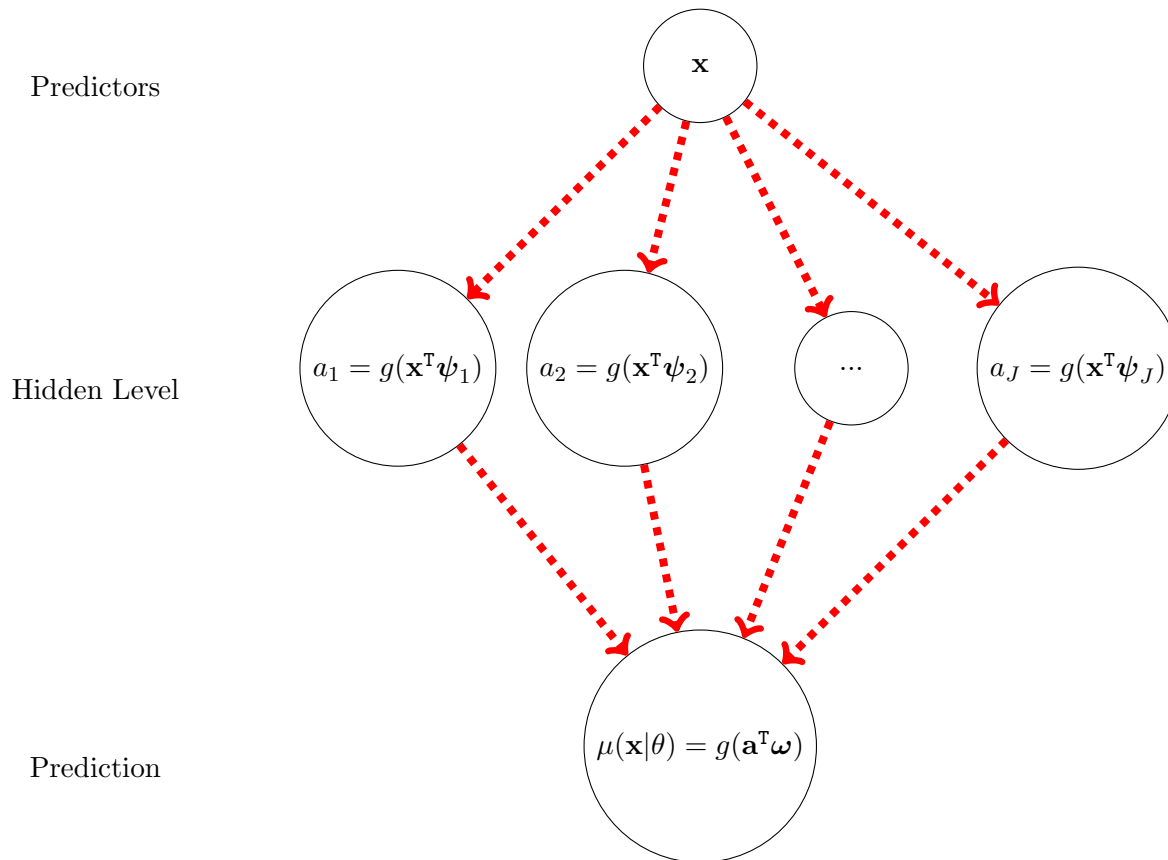 Predictors
x
Hidden Level
a₁ = g(xᵀψ₁)
a₂ = g(xᵀψ₂)
...
a_J = g(xᵀψ_J)
Prediction
μ(x|θ) = g(aᵀω)